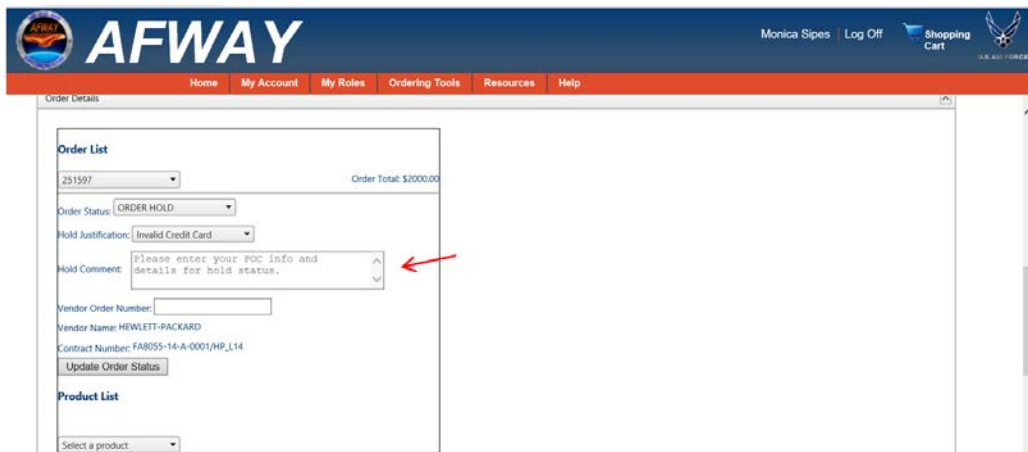 AFWAY
AFWAY
Monica Sipes | Log Off
Shopping
Cart
U.S. AIR FORCE
Home My Account My Roles Ordering Tools Resources Help
Order Details
Order List
251597
Order Total: $2000.00
Order Status: ORDER HOLD
Hold Justification: Invalid Credit Card
Hold Comment: Please enter your POC info and
details for hold status.
Vendor Order Number:
Vendor Name: HEWLETT-PACKARD
Contract Number: FA8055-14-A-0001/HP_L14
Update Order Status
Product List
Select a product